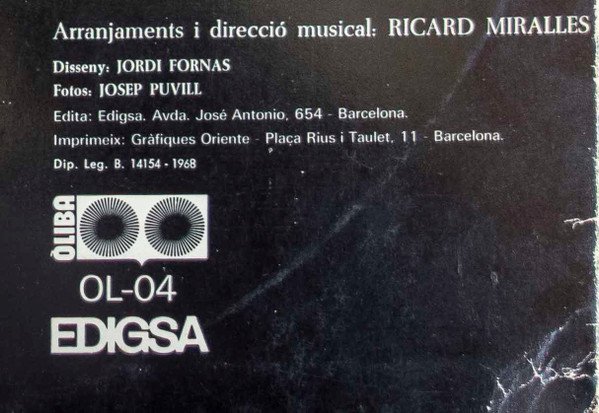 Arranjaments i direcció musical: RICARD MIRALLES
Disseny: JORDI FORNAS
Fotos: JOSEP PUVILL
Edita: Edigsa. Avda. José Antonio, 654 - Barcelona.
Imprimeix: Gràfiques Oriente - Plaça Rius i Taulet, 11 - Barcelona.
Dip. Leg. B. 14154 - 1968
ÒLIBA
OL-04
EDIGSA